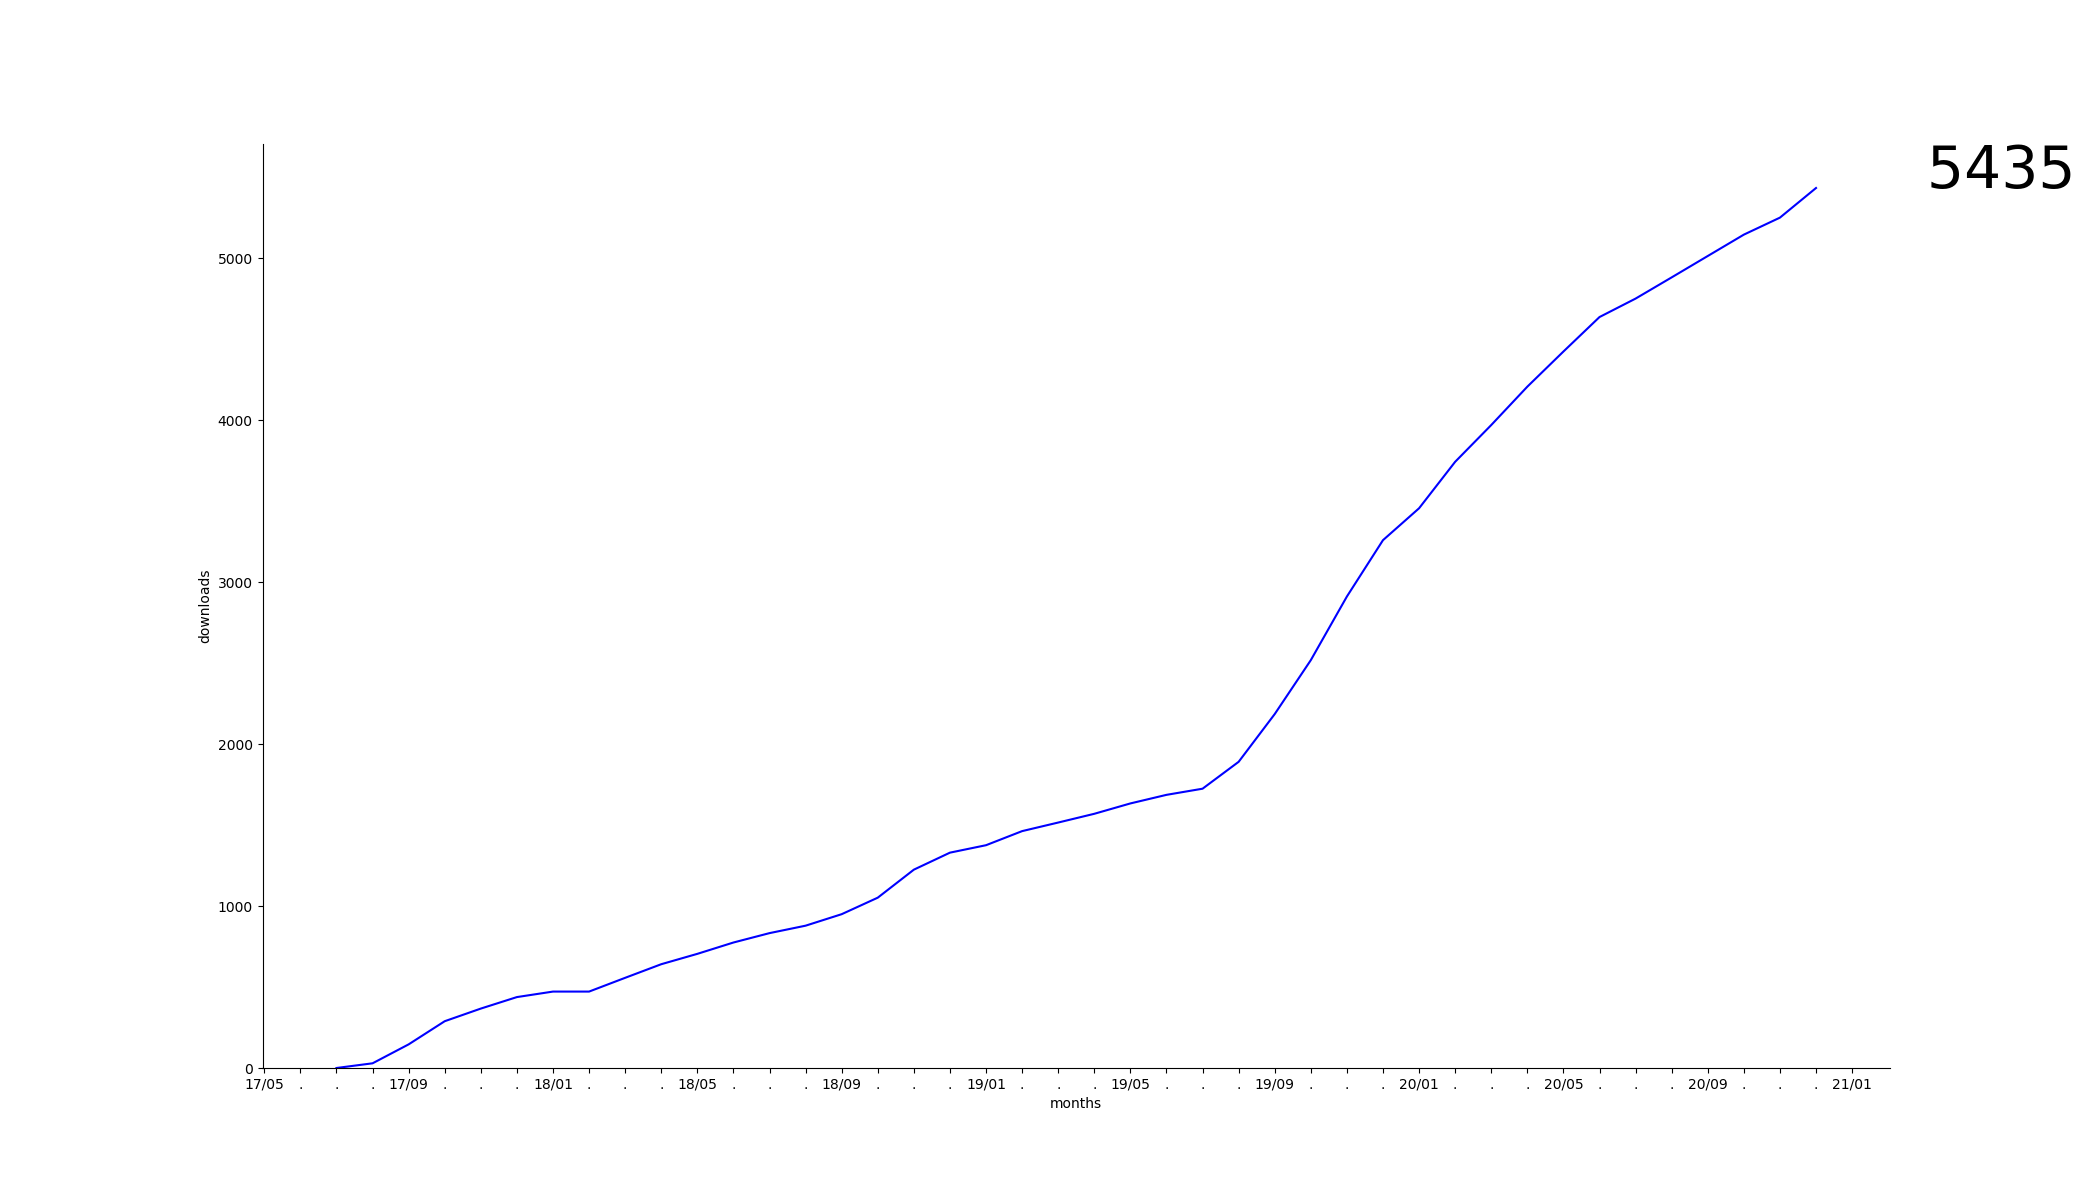 5435
5000
4000
3000
2000
1000
0
downloads
17/05 . . . 17/09 . . . 18/01 . . . 18/05 . . . 18/09 . . . 19/01 . . . 19/05 . . . 19/09 . . . 20/01 . . . 20/05 . . . 20/09 . . . 21/01
months